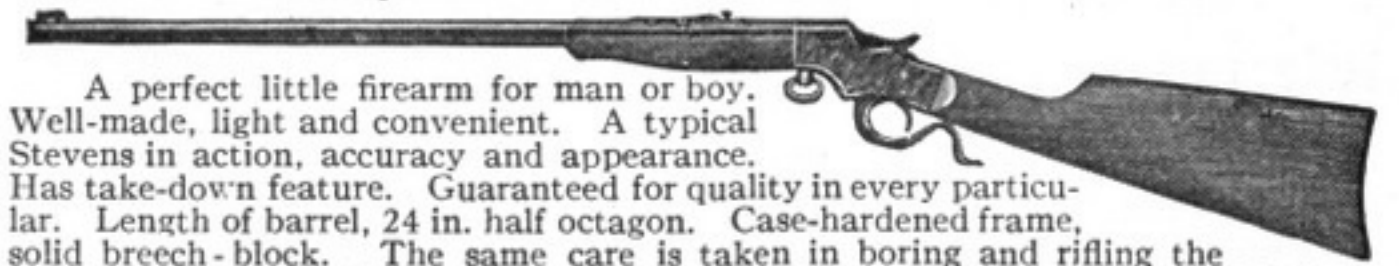 A perfect little firearm for man or boy.
Well-made, light and convenient. A typical
Stevens in action, accuracy and appearance.
Has take-down feature. Guaranteed for quality in every particu-
lar. Length of barrel, 24 in. half octagon. Case-hardened frame,
solid breech-block. The same care is taken in boring and rifling the